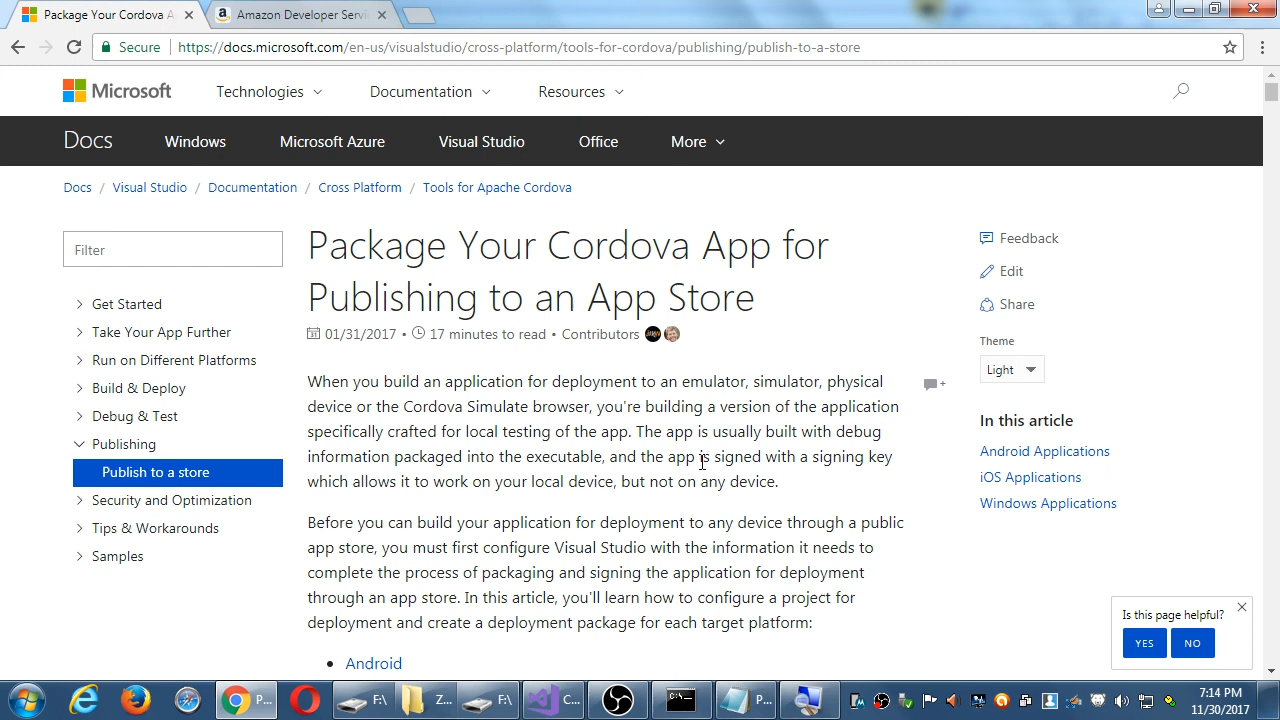 Package Your Cordova A
Amazon Developer Servi
Secure
https://docs.microsoft.com/en-us/visualstudio/cross-platform/tools-for-cordova/publishing/publish-to-a-store
Microsoft
Technologies
Documentation
Resources
Docs
Windows
Microsoft Azure
Visual Studio
Office
More
Docs / Visual Studio / Documentation / Cross Platform / Tools for Apache Cordova
Filter
Get Started
Take Your App Further
Run on Different Platforms
Build & Deploy
Debug & Test
Publishing
Publish to a store
Security and Optimization
Tips & Workarounds
Samples
Package Your Cordova App for
Publishing to an App Store
01/31/2017 • 17 minutes to read • Contributors
When you build an application for deployment to an emulator, simulator, physical
device or the Cordova Simulate browser, you're building a version of the application
specifically crafted for local testing of the app. The app is usually built with debug
information packaged into the executable, and the app is signed with a signing key
which allows it to work on your local device, but not on any device.
Before you can build your application for deployment to any device through a public
app store, you must first configure Visual Studio with the information it needs to
complete the process of packaging and signing the application for deployment
through an app store. In this article, you'll learn how to configure a project for
deployment and create a deployment package for each target platform:
• Android
Feedback
Edit
Share
Theme
Light
In this article
Android Applications
iOS Applications
Windows Applications
Is this page helpful?
YES
NO
P...
F:\
Z...
F:\
C...
P...
7:14 PM
11/30/2017